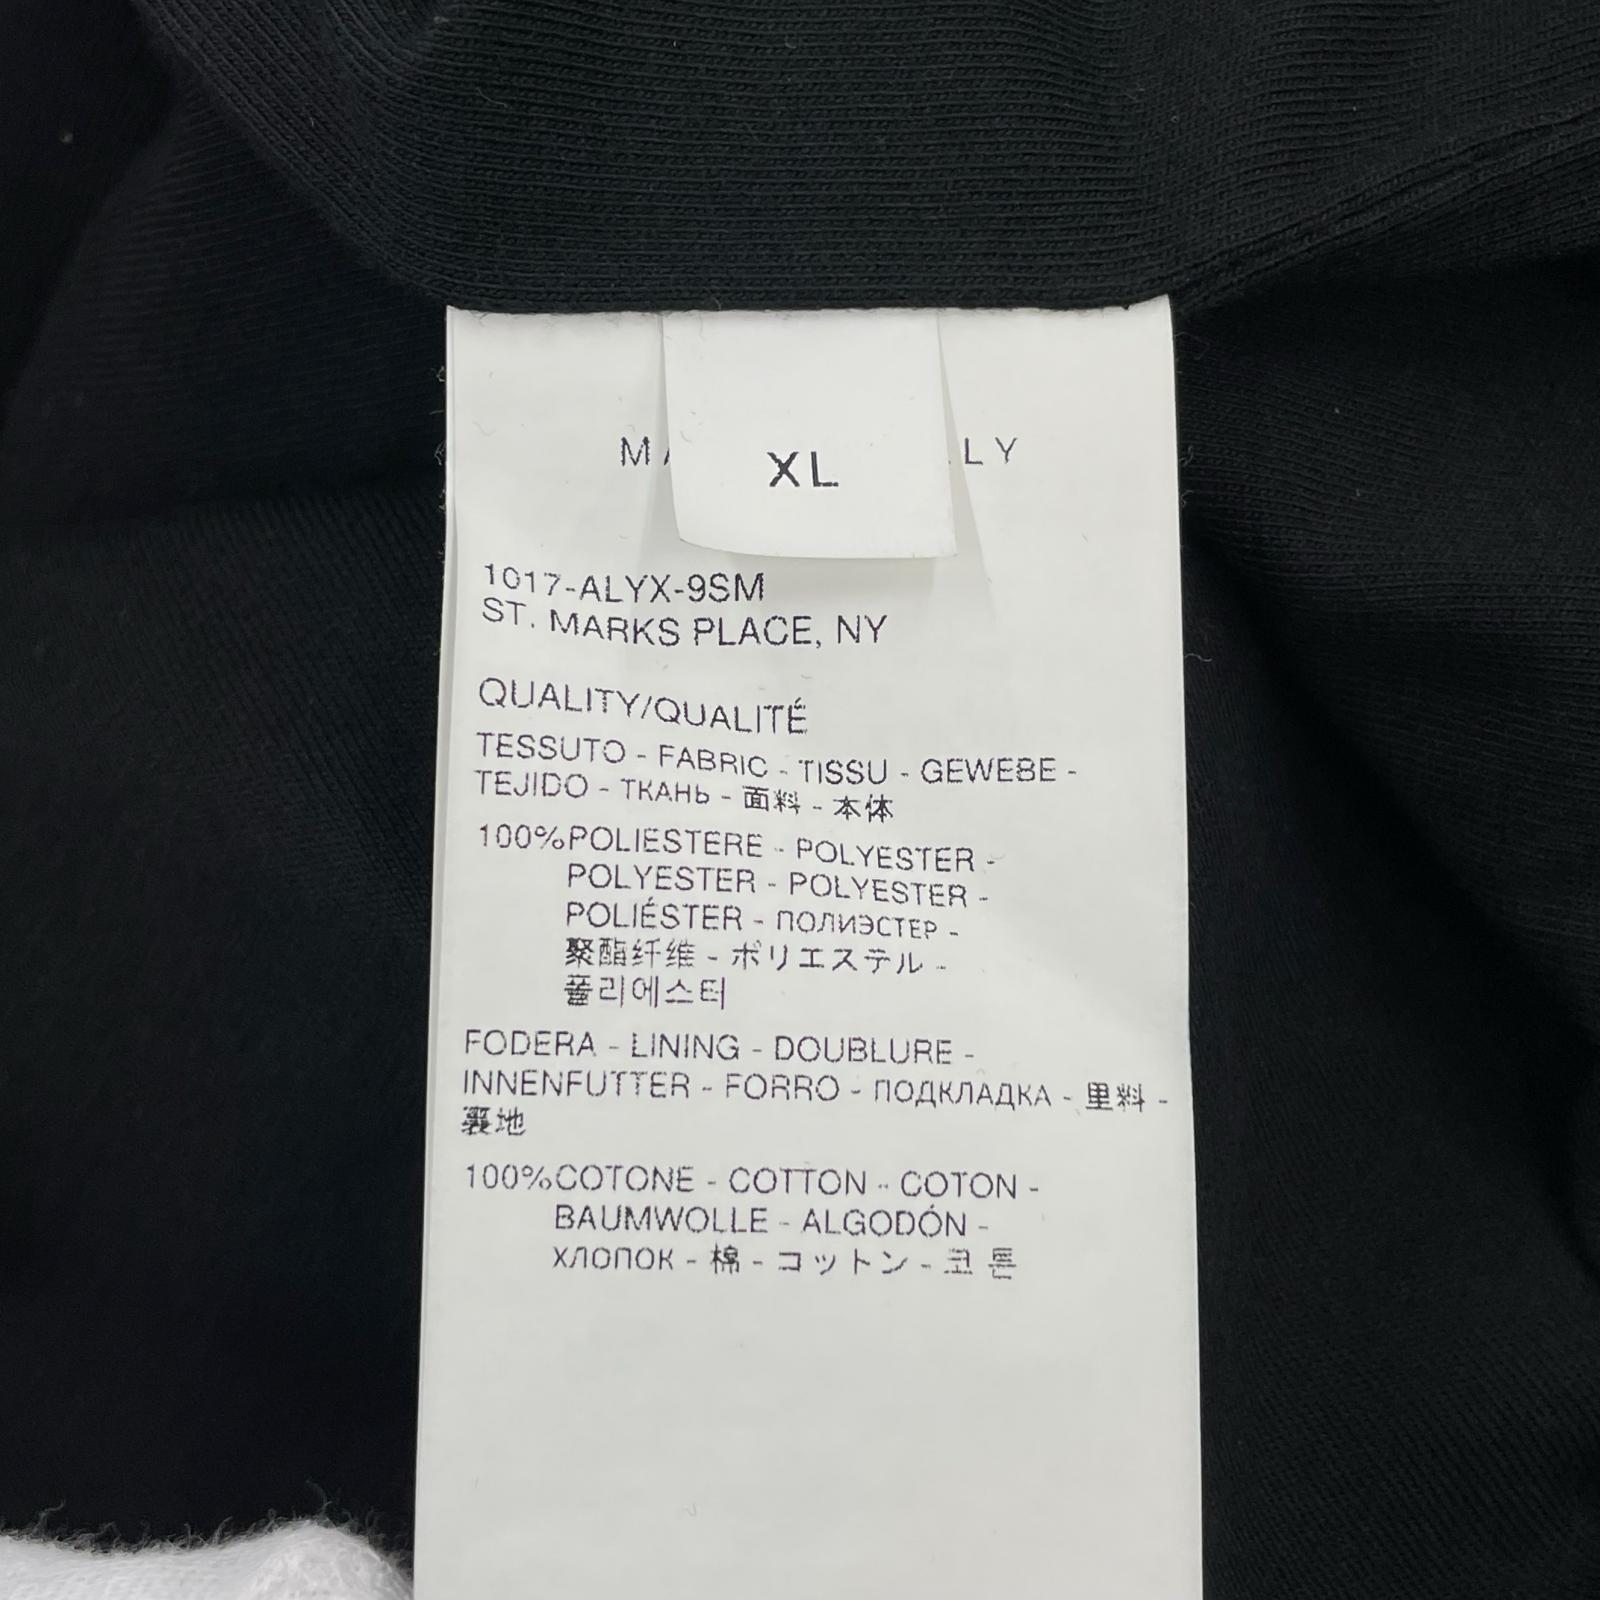 XL
1017-ALYX-9SM
ST. MARKS PLACE, NY
QUALITY/QUALITÉ
TESSUTO - FABRIC - TISSU - GEWEBE -
TEJIDO - ТКАНЬ - 面料 - 本体
100%POLIESTERE - POLYESTER -
POLYESTER - POLYESTER -
POLIÉSTER - ПОЛИЭСТЕР -
聚酯纤维 - ポリエステル -
폴리에스터
FODERA - LINING - DOUBLURE -
INNENFUTTER - FORRO - ПОДКЛАДКА - 里料 -
裏地
100%COTONE - COTTON - COTON -
BAUMWOLLE - ALGODÓN -
ХЛОПОК - 棉 - コットン - 코튼